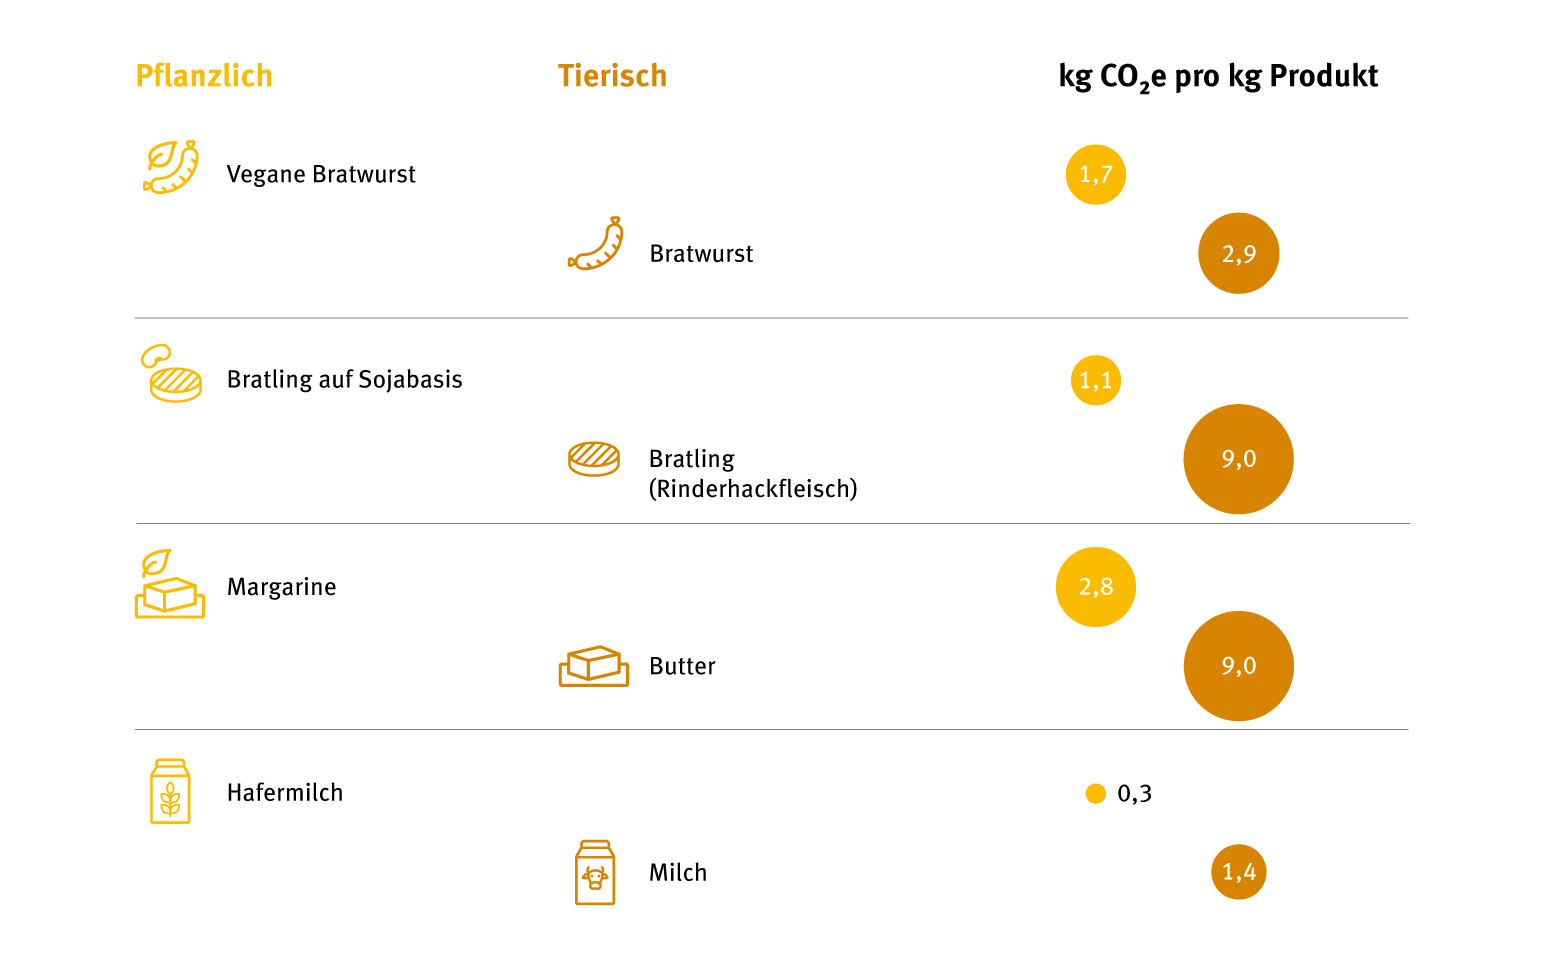 Pflanzlich
Tierisch
kg CO₂e pro kg Produkt
Vegane Bratwurst
1,7
Bratwurst
2,9
Bratling auf Sojabasis
1,1
Bratling
(Rinderhackfleisch)
9,0
Margarine
2,8
Butter
9,0
Hafermilch
0,3
Milch
1,4